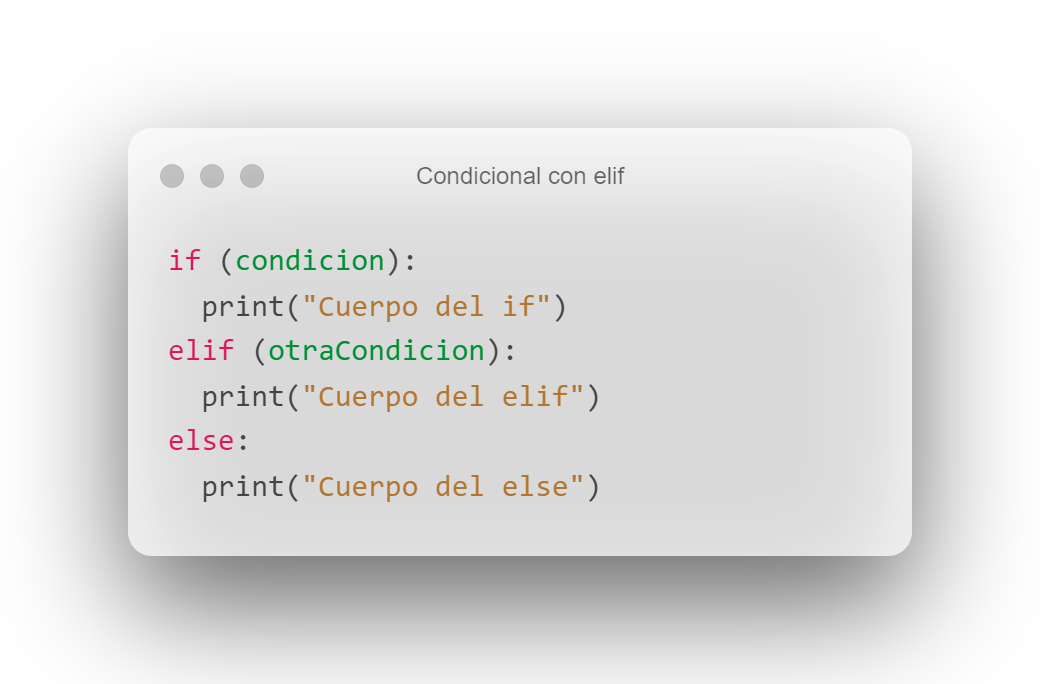 Condicional con elif
if (condicion):
  print("Cuerpo del if")
elif (otraCondicion):
  print("Cuerpo del elif")
else:
  print("Cuerpo del else")